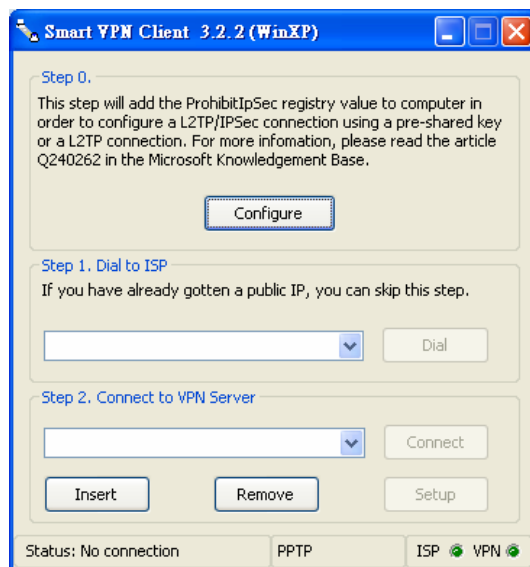 Smart VPN Client 3.2.2 (WinXP)
Step 0.
This step will add the ProhibitIpSec registry value to computer in
order to configure a L2TP/IPSec connection using a pre-shared key
or a L2TP connection. For more infomation, please read the article
Q240262 in the Microsoft Knowledgement Base.
Configure
Step 1. Dial to ISP
If you have already gotten a public IP, you can skip this step.
Dial
Step 2. Connect to VPN Server
Connect
Insert Remove Setup
Status: No connection PPTP ISP VPN